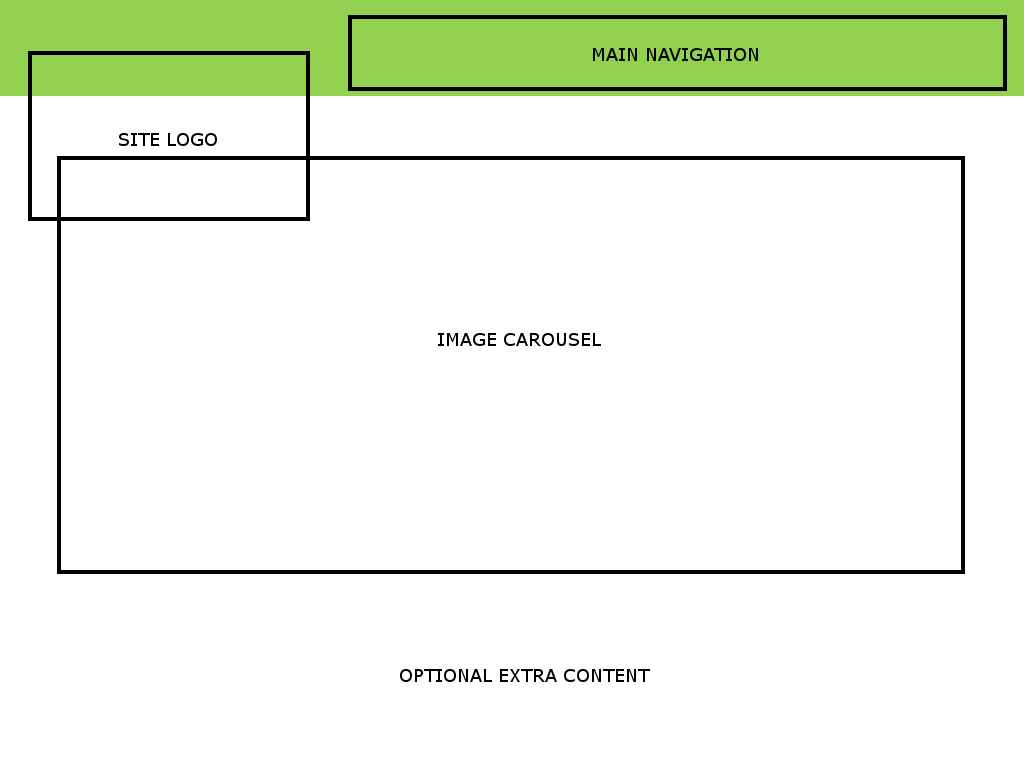 MAIN NAVIGATION
SITE LOGO
IMAGE CAROUSEL
OPTIONAL EXTRA CONTENT